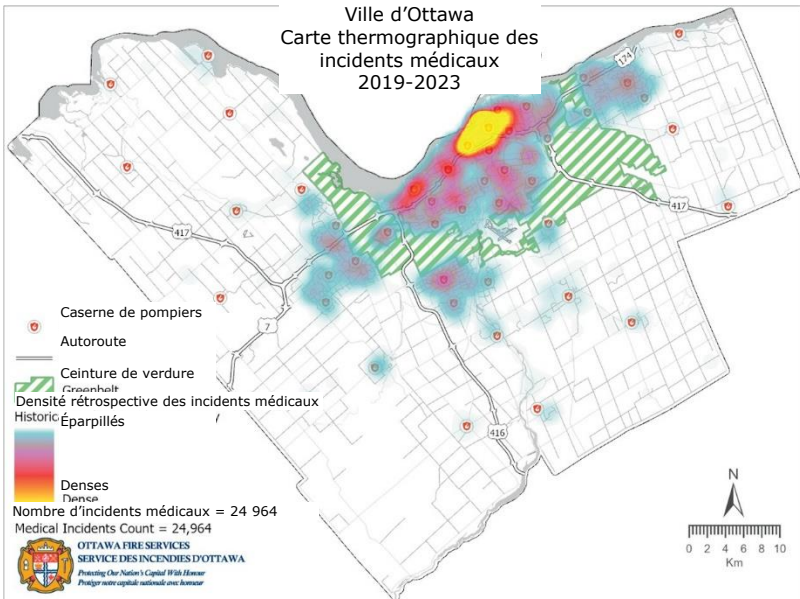 Ville d'Ottawa
Carte thermographique des
incidents médicaux
2019-2023
174
417
417
7
416
Caserne de pompiers
Autoroute
Ceinture de verdure
Greenbelt
Densité rétrospective des incidents médicaux
Éparpillés
Denses
Dense
Nombre d'incidents médicaux = 24 964
Medical Incidents Count = 24,964
OTTAWA FIRE SERVICES
SERVICE DES INCENDIES D'OTTAWA
Protecting Our Nation's Capital With Honour
Protéger notre capitale nationale avec honneur
N
0 2 4 6 8 10
Km